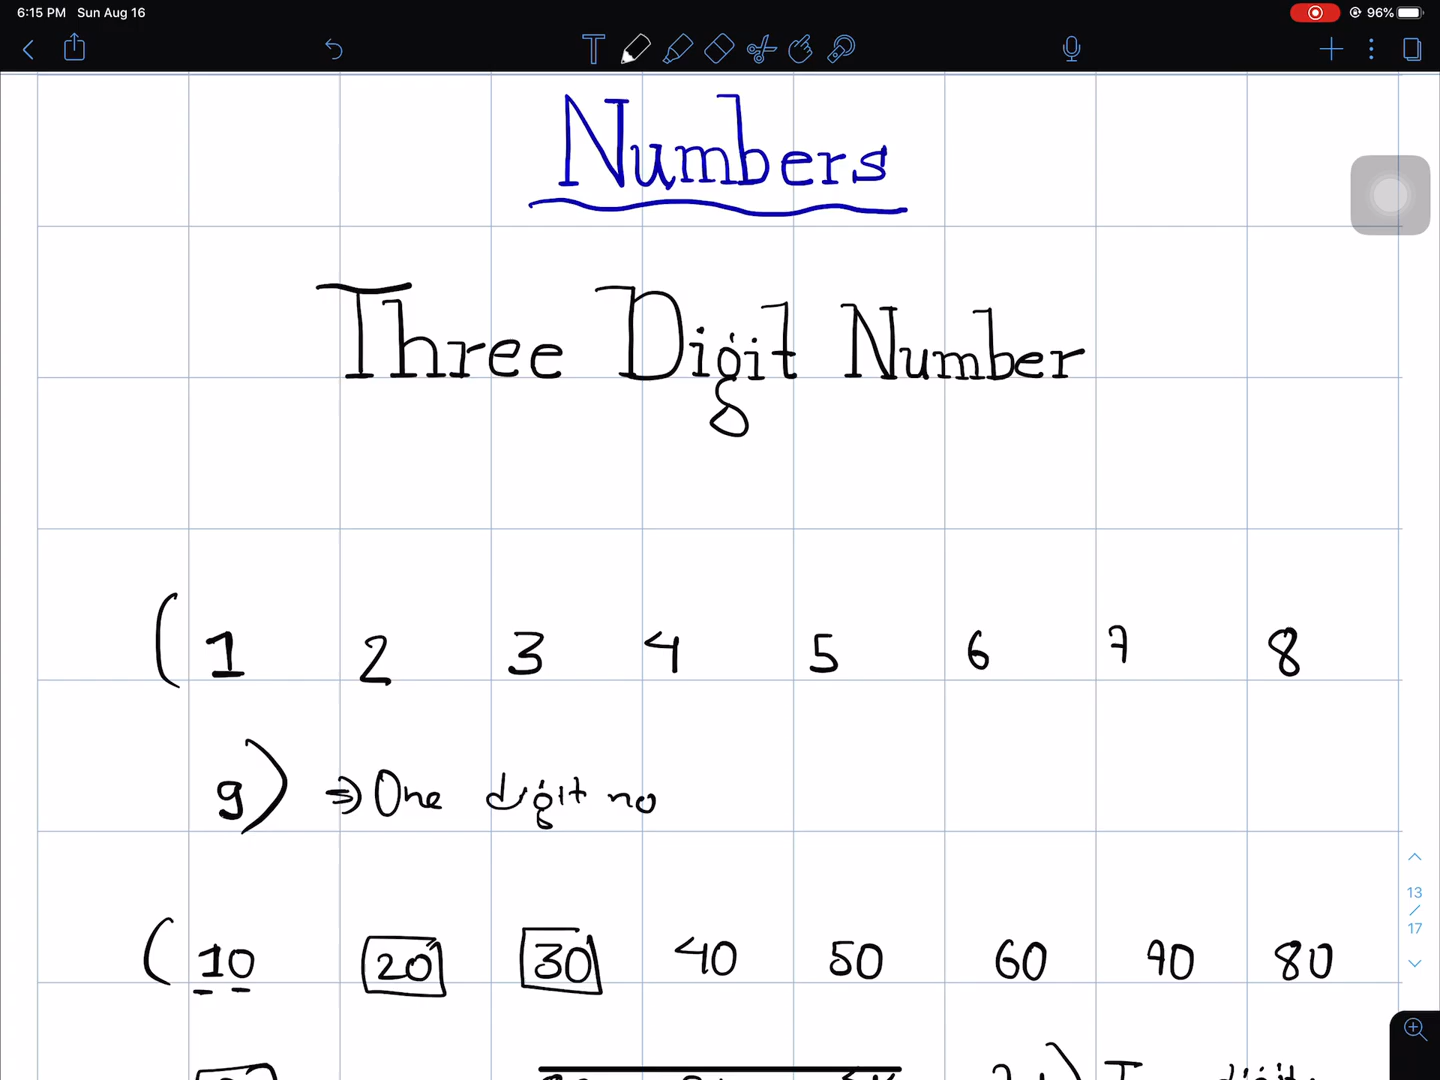 6:15 PM Sun Aug 16
96%
Numbers
Three Digit Number
( 1 2 3 4 5 6 7 8
9) ⇒ One digit no
13
/
17
( 10 20 30 40 50 60 70 80